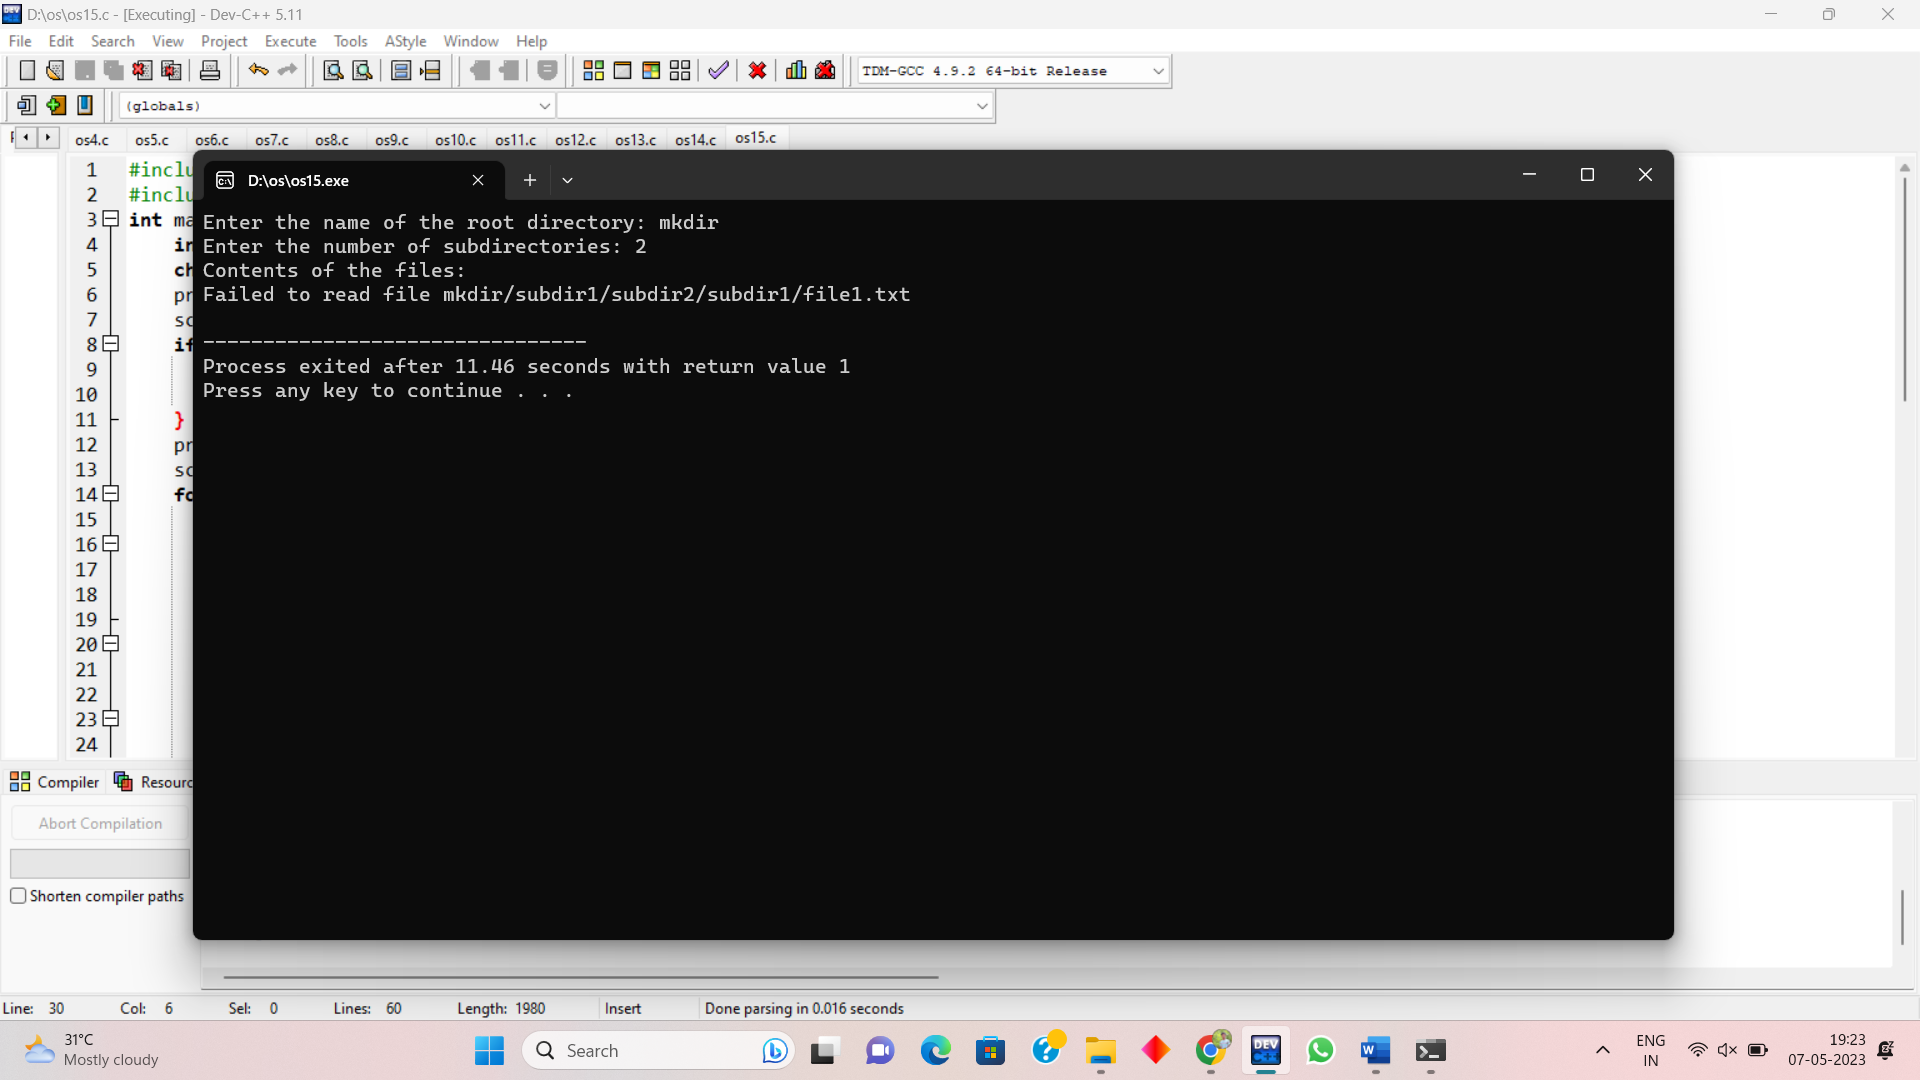 D:\os\os15.c - [Executing] - Dev-C++ 5.11
File Edit Search View Project Execute Tools AStyle Window Help
TDM-GCC 4.9.2 64-bit Release
(globals)
os4.c os5.c os6.c os7.c os8.c os9.c os10.c os11.c os12.c os13.c os14.c os15.c
D:\os\os15.exe
1 #inclu
2 #inclu
3 int ma
4 in
5 ch
6 pr
7 sc
8 if
9
10
11 }
12 pr
13 sc
14 fo
15
16
17
18
19
20
21
22
23
24
Enter the name of the root directory: mkdir
Enter the number of subdirectories: 2
Contents of the files:
Failed to read file mkdir/subdir1/subdir2/subdir1/file1.txt
--------------------------------
Process exited after 11.46 seconds with return value 1
Press any key to continue . . .
Compiler Resourc
Abort Compilation
Shorten compiler paths
Line: 30 Col: 6 Sel: 0 Lines: 60 Length: 1980 Insert Done parsing in 0.016 seconds
31°C
Mostly cloudy
Search
DEV
C++
ENG
IN
19:23
07-05-2023